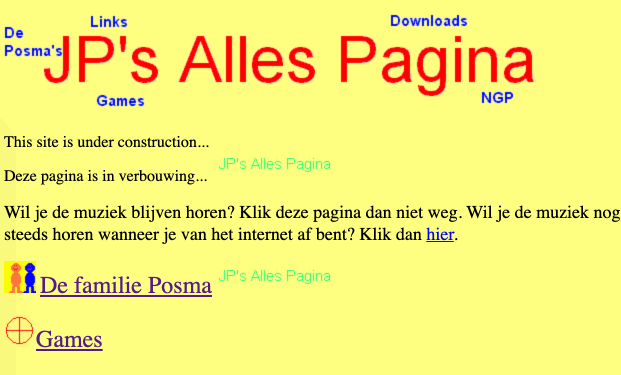 Links
Downloads
De
Posma's
JP's Alles Pagina
Games
NGP
This site is under construction...
JP's Alles Pagina
Deze pagina is in verbouwing...
Wil je de muziek blijven horen? Klik deze pagina dan niet weg. Wil je de muziek nog
steeds horen wanneer je van het internet af bent? Klik dan hier.
De familie Posma
JP's Alles Pagina
Games